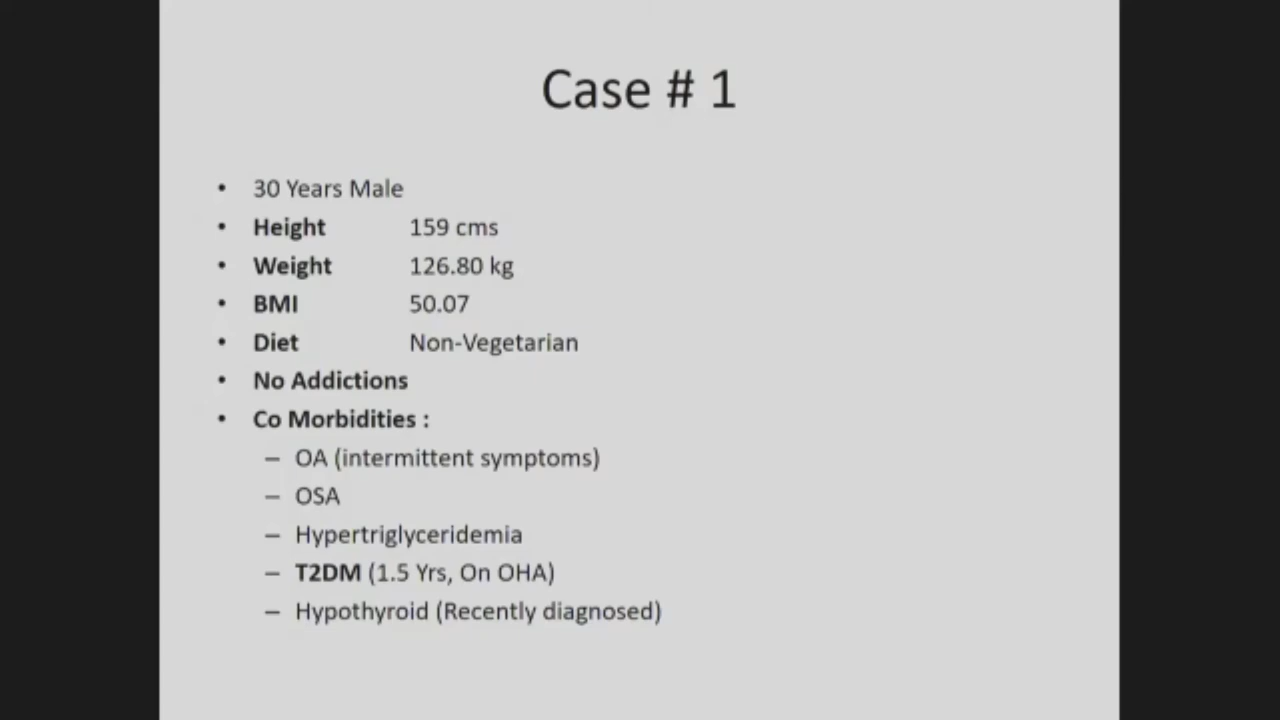 Case # 1
• 30 Years Male
• Height 159 cms
• Weight 126.80 kg
• BMI 50.07
• Diet Non-Vegetarian
• No Addictions
• Co Morbidities :
– OA (intermittent symptoms)
– OSA
– Hypertriglyceridemia
– T2DM (1.5 Yrs, On OHA)
– Hypothyroid (Recently diagnosed)